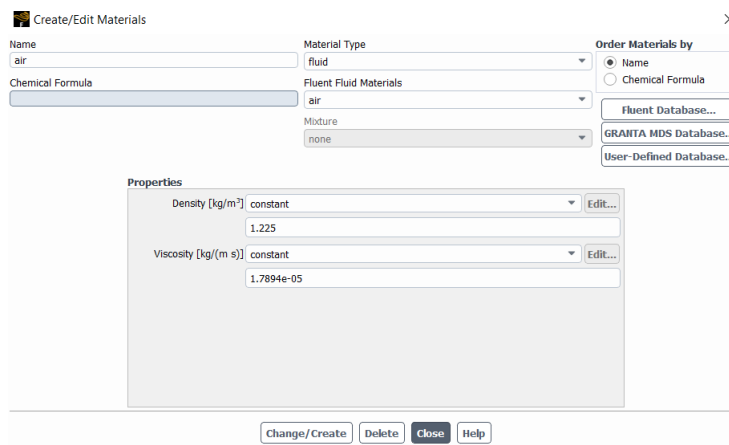 Create/Edit Materials
Name
air
Material Type
fluid
Order Materials by
Name
Chemical Formula
Chemical Formula
Fluent Fluid Materials
air
Mixture
none
Fluent Database...
GRANTA MDS Database..
User-Defined Database..
Properties
Density [kg/m³] constant Edit...
1.225
Viscosity [kg/(m s)] constant Edit...
1.7894e-05
Change/Create Delete Close Help